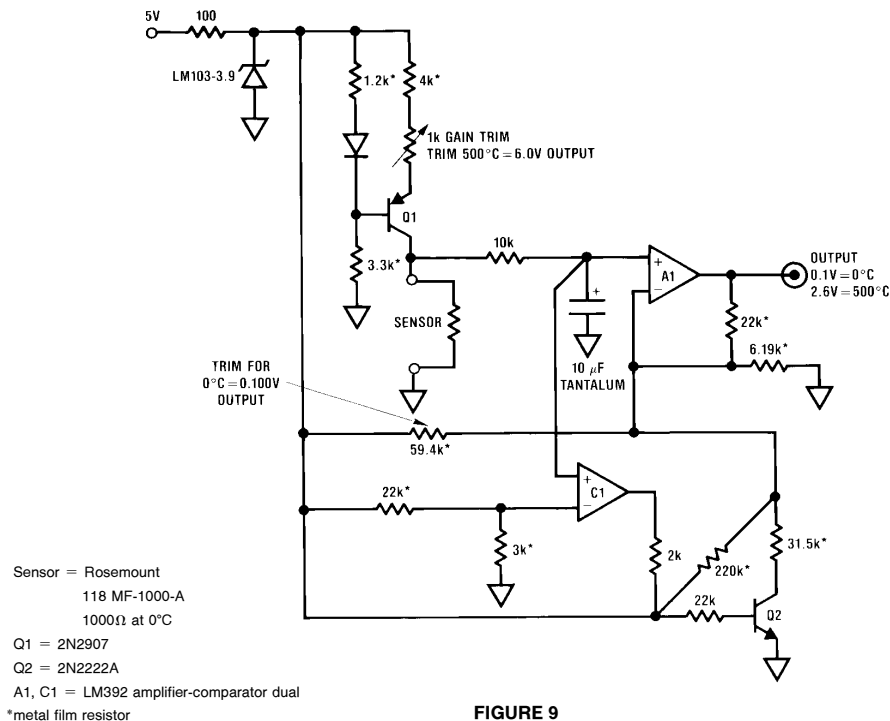 5V
100
LM103-3.9
1.2k*
4k*
1k GAIN TRIM
TRIM 500°C = 6.0V OUTPUT
Q1
3.3k*
10k
SENSOR
+
10 μF
TANTALUM
+
A1
−
OUTPUT
0.1V = 0°C
2.6V = 500°C
22k*
6.19k*
TRIM FOR
0°C = 0.100V
OUTPUT
59.4k*
22k*
3k*
+
C1
−
2k
220k*
31.5k*
22k
Q2
Sensor = Rosemount
118 MF-1000-A
1000Ω at 0°C
Q1 = 2N2907
Q2 = 2N2222A
A1, C1 = LM392 amplifier-comparator dual
*metal film resistor
FIGURE 9